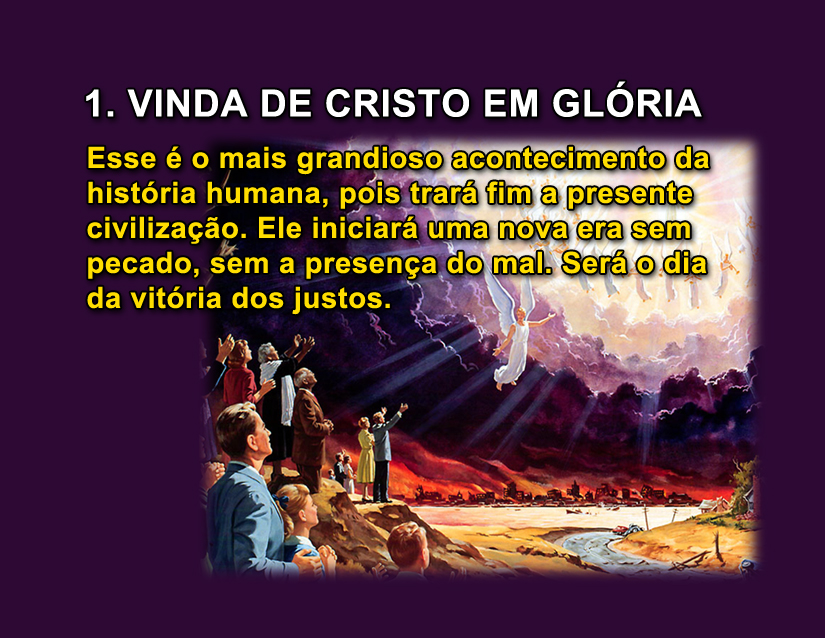 1. VINDA DE CRISTO EM GLÓRIA
Esse é o mais grandioso acontecimento da
história humana, pois trará fim a presente
civilização. Ele iniciará uma nova era sem
pecado, sem a presença do mal. Será o dia
da vitória dos justos.